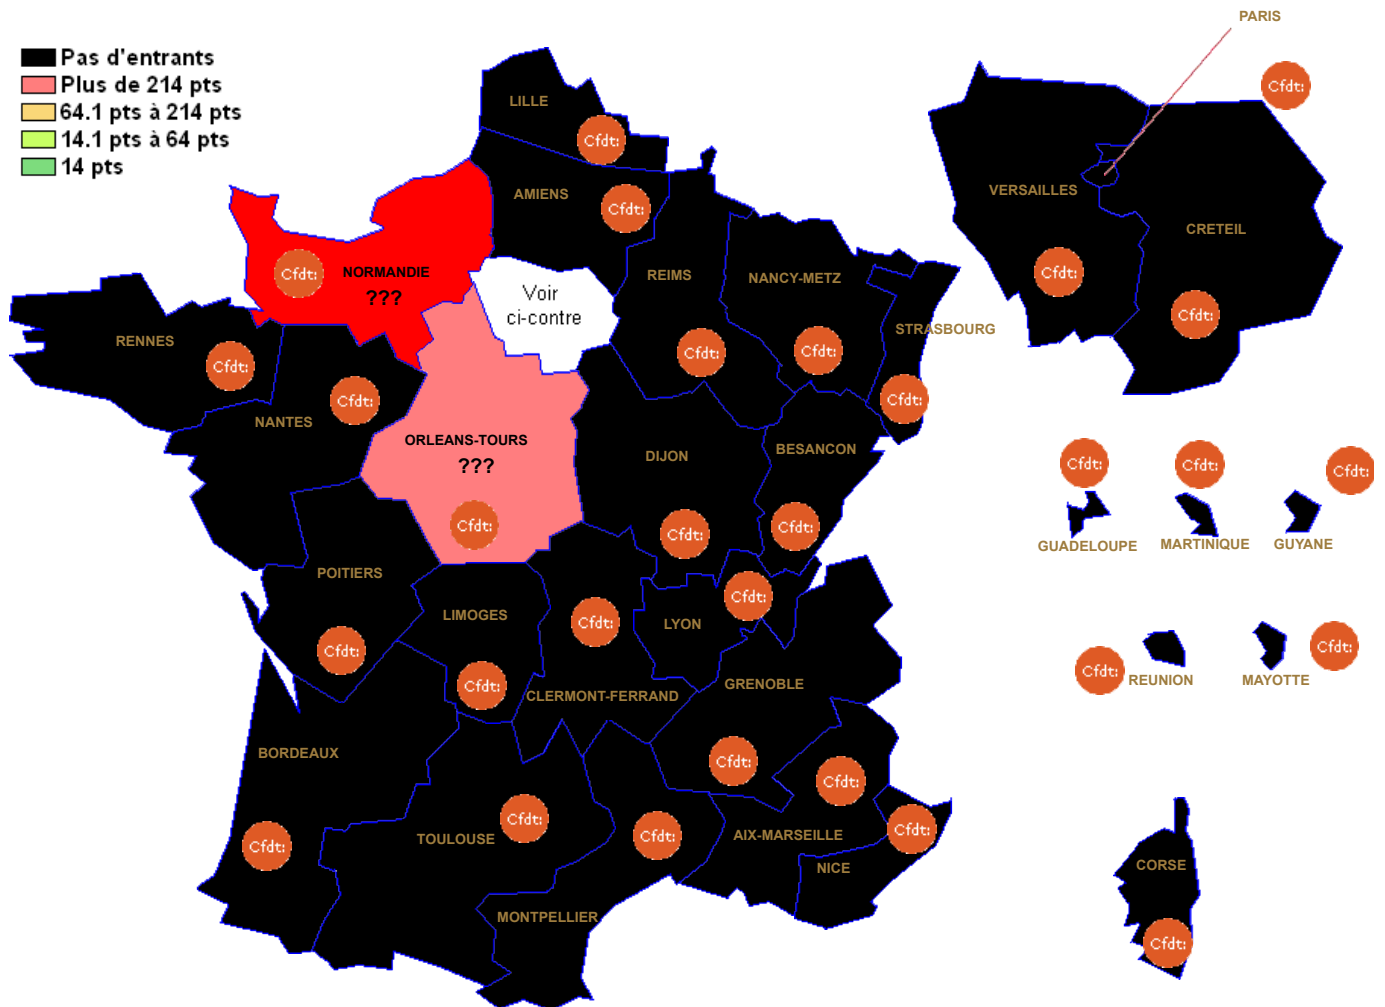 PARIS
Pas d'entrants
Plus de 214 pts
64.1 pts à 214 pts
14.1 pts à 64 pts
14 pts
LILLE
Cfdt:
Cfdt:
AMIENS
Cfdt:
VERSAILLES
CRETEIL
Cfdt:
Cfdt:
NORMANDIE
???
Cfdt:
REIMS
NANCY-METZ
Voir
ci-contre
STRASBOURG
Cfdt:
RENNES
Cfdt:
Cfdt:
Cfdt:
NANTES
Cfdt:
Cfdt:
ORLEANS-TOURS
???
DIJON
BESANCON
Cfdt:
Cfdt:
Cfdt:
Cfdt:
Cfdt:
Cfdt:
GUADELOUPE
MARTINIQUE
GUYANE
Cfdt:
POITIERS
LIMOGES
Cfdt:
LYON
Cfdt:
Cfdt:
Cfdt:
CLERMONT-FERRAND
GRENOBLE
Cfdt:
REUNION
MAYOTTE
Cfdt:
BORDEAUX
Cfdt:
Cfdt:
TOULOUSE
Cfdt:
Cfdt:
AIX-MARSEILLE
Cfdt:
Cfdt:
NICE
CORSE
MONTPELLIER
Cfdt: